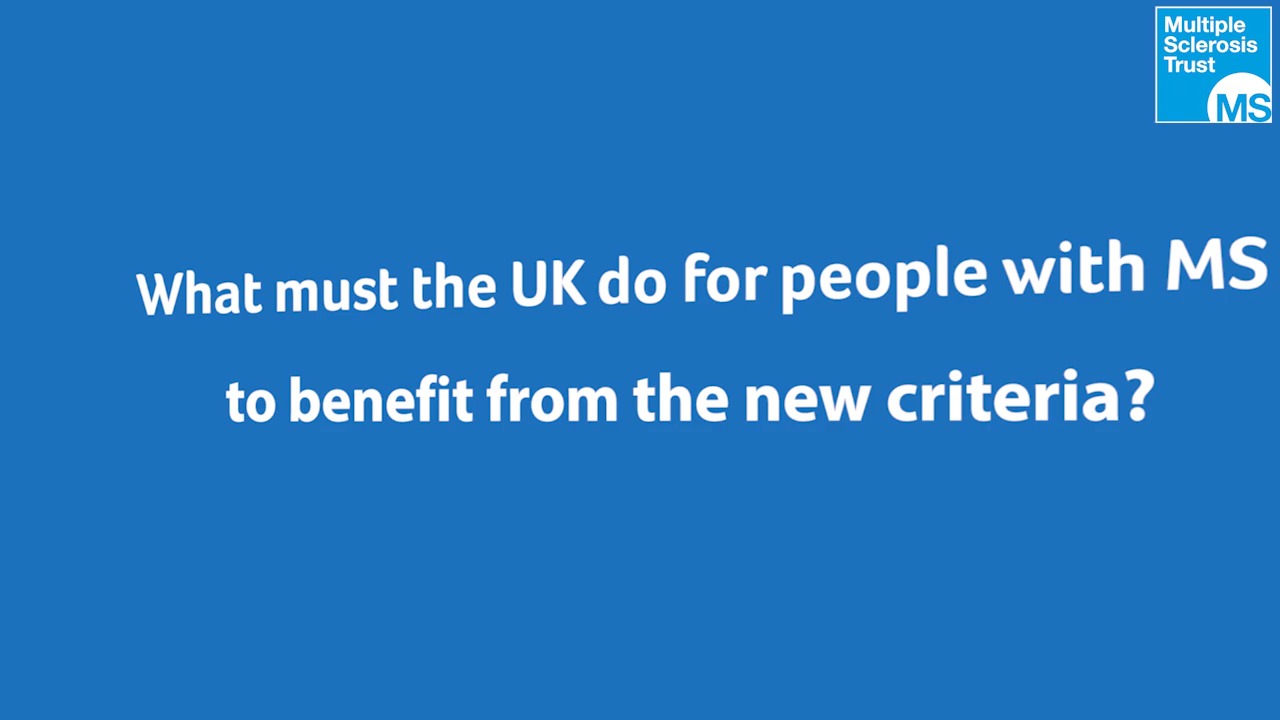 Multiple
Sclerosis
Trust
MS
What must the UK do for people with MS
to benefit from the new criteria?